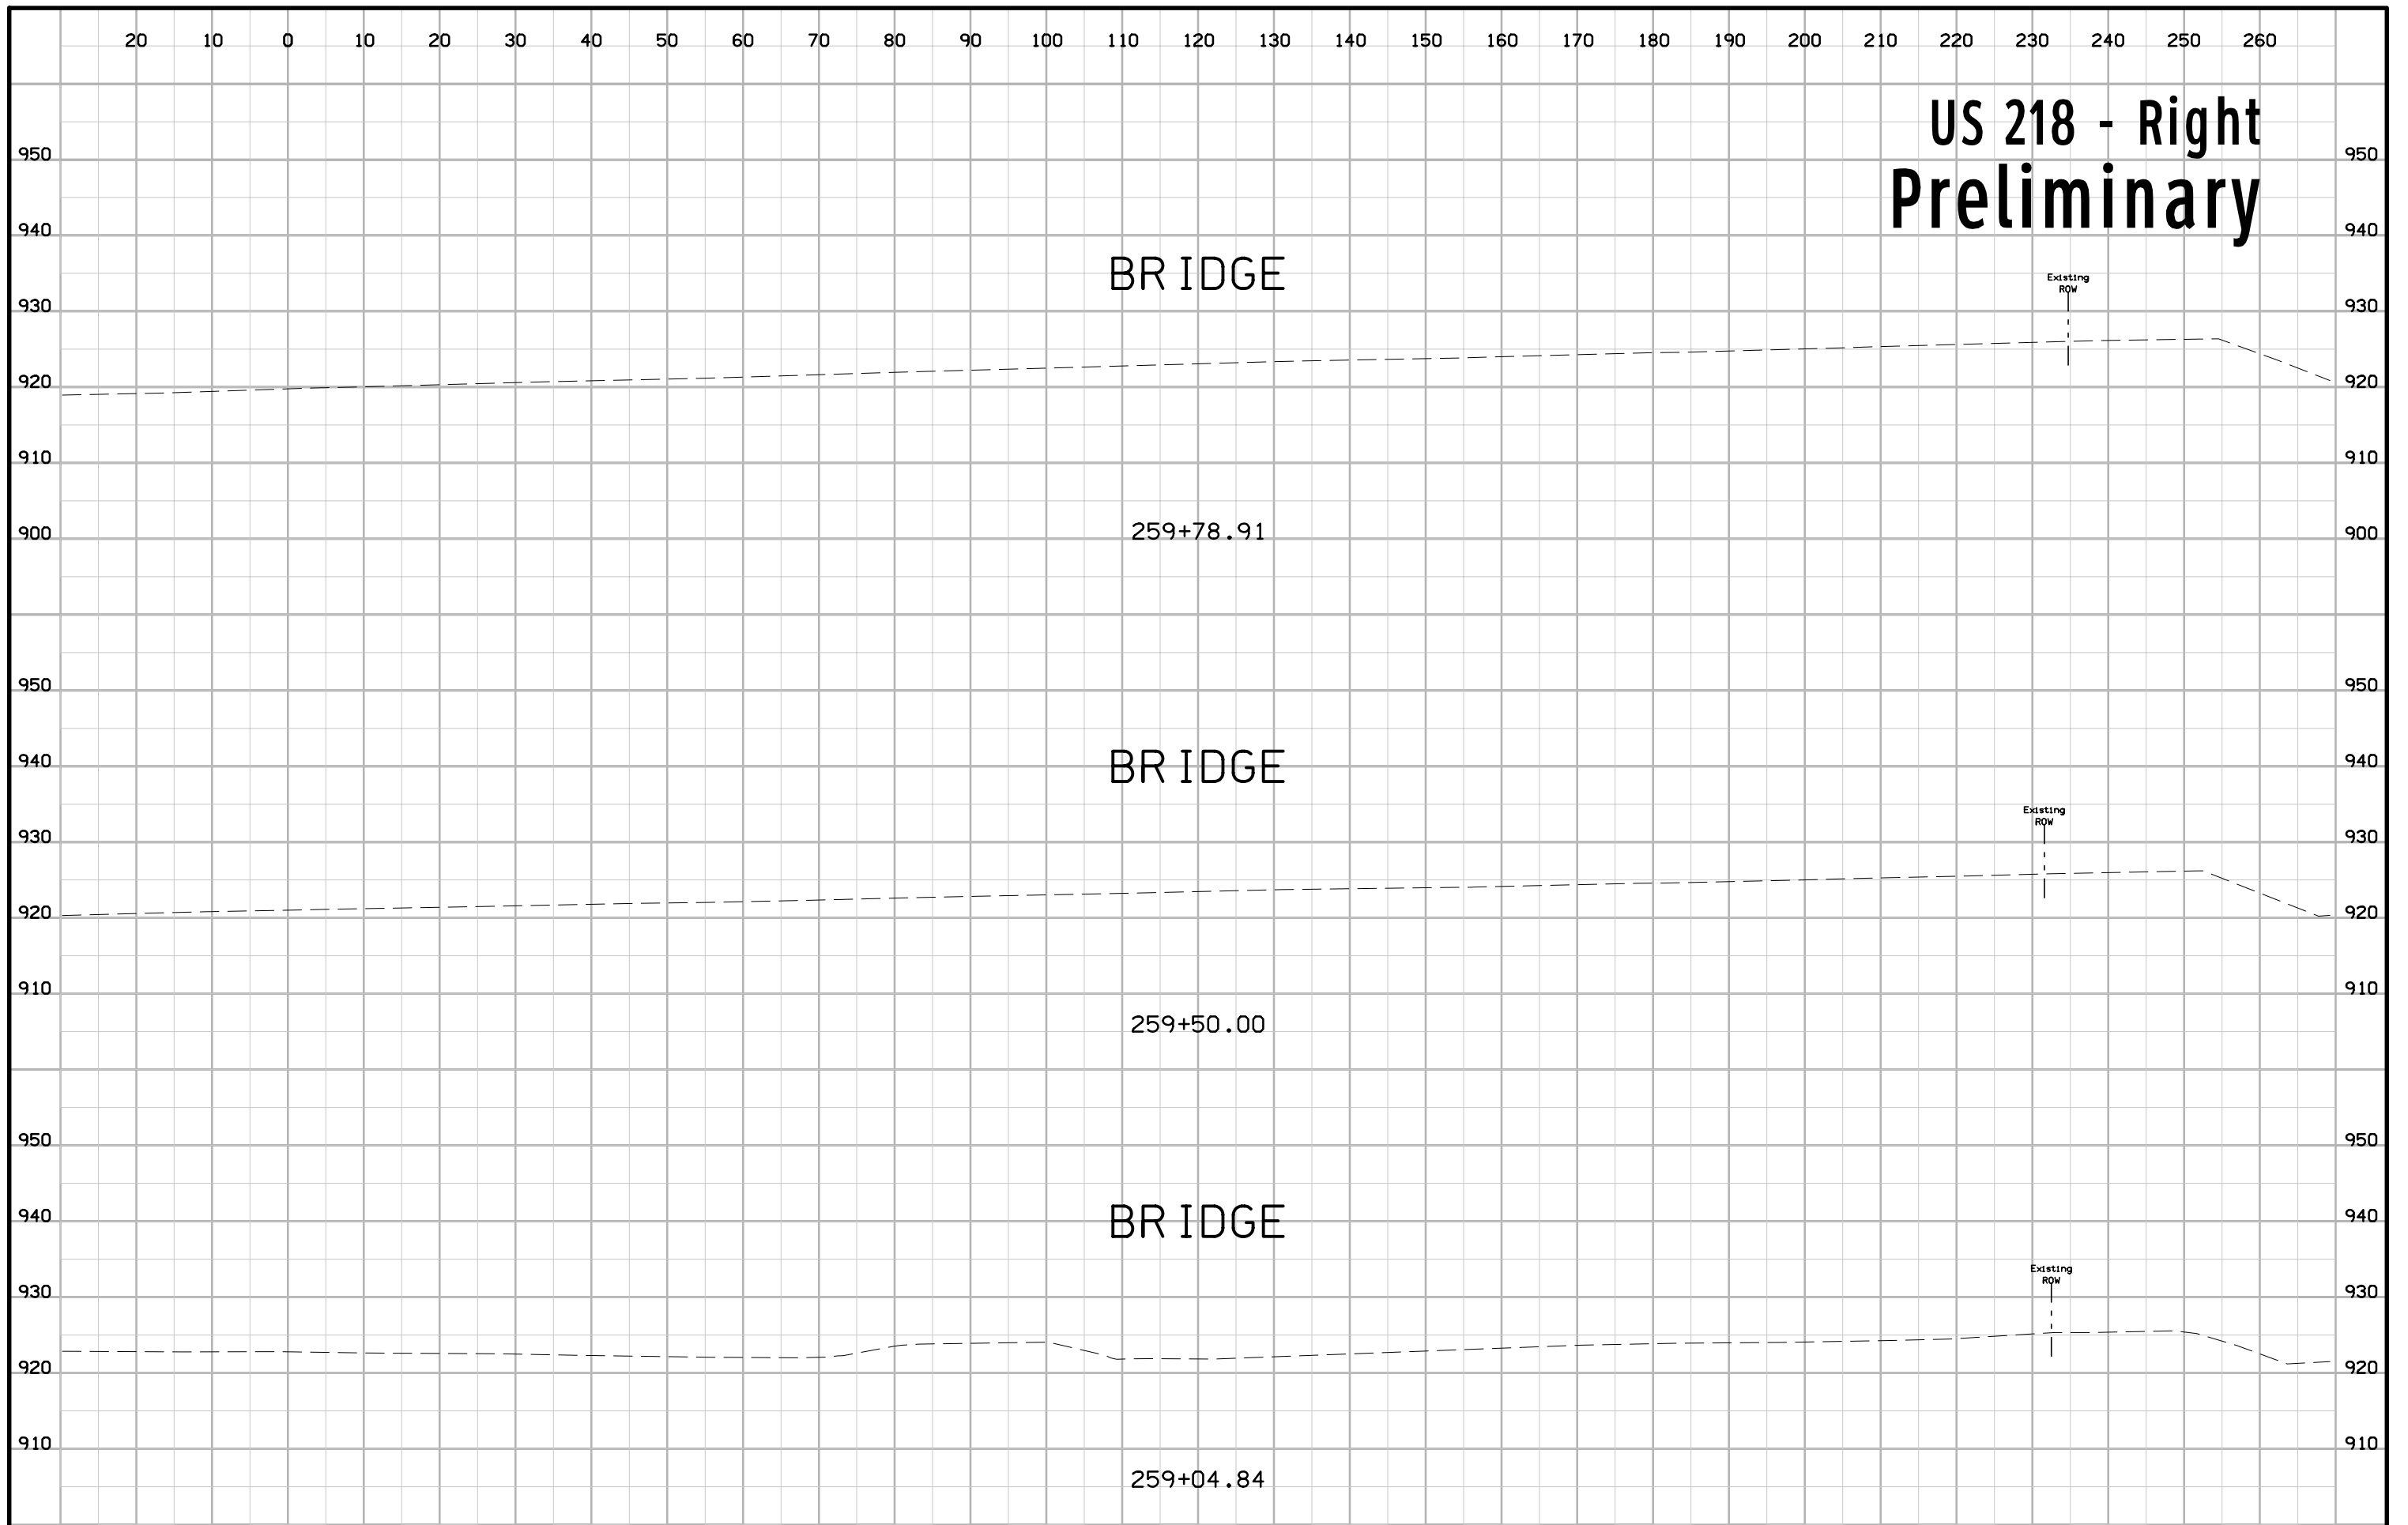 20 10 0 10 20 30 40 50 60 70 80 90 100 110 120 130 140 150 160 170 180 190 200 210 220 230 240 250 260
US 218 - Right
950 950
Preliminary
940 940
BRIDGE
Existing
ROW
930 930
920 920
910 910
259+78.91
900 900
950 950
BRIDGE
940 940
Existing
ROW
930 930
920 920
910 910
259+50.00
950 950
BRIDGE
940 940
Existing
ROW
930 930
920 920
910 910
259+04.84